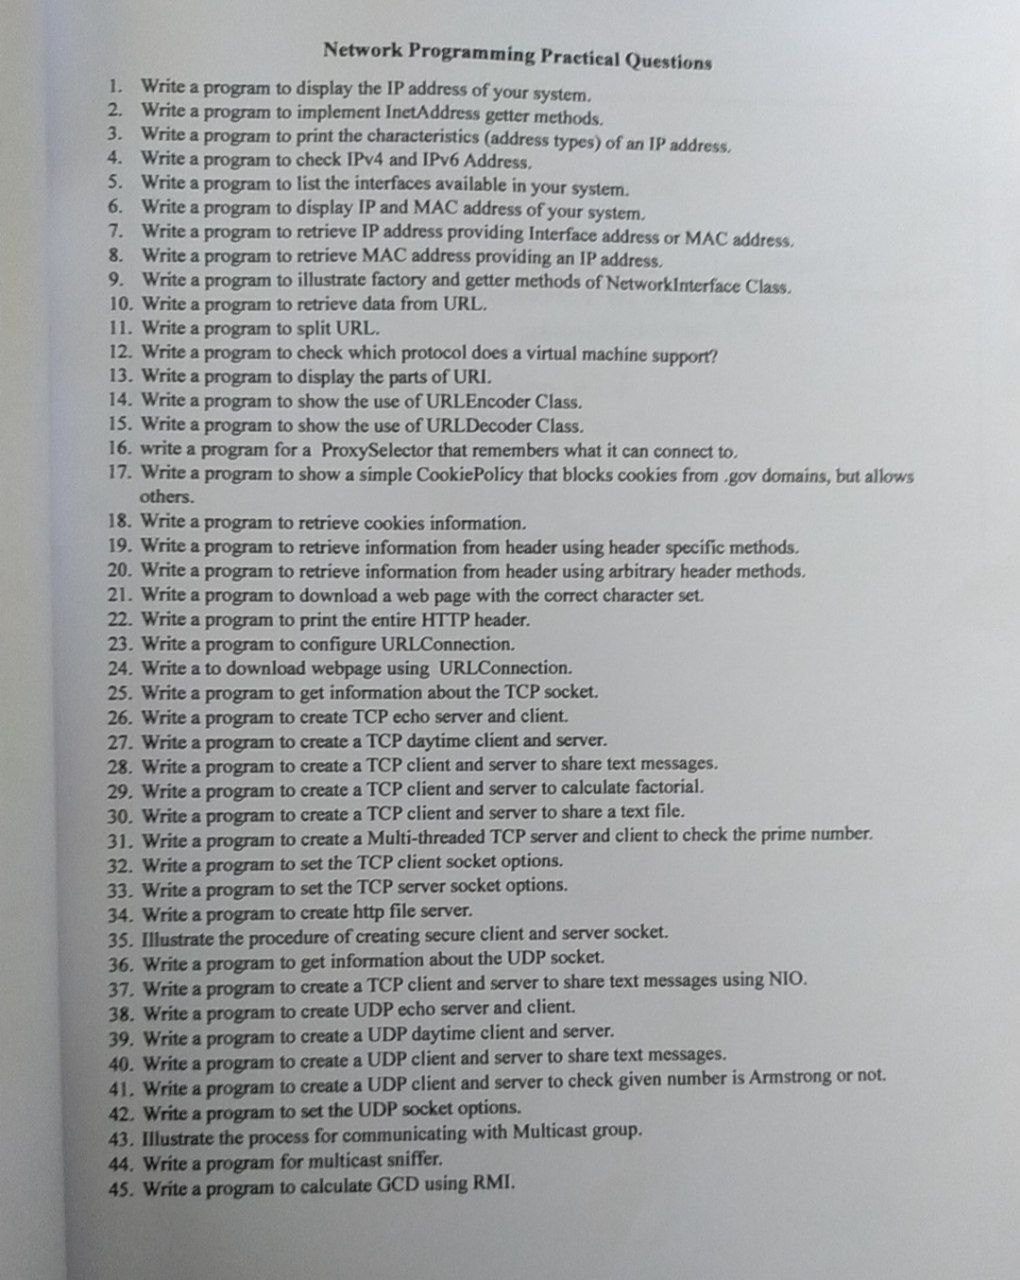 Network Programming Practical Questions
1. Write a program to display the IP address of your system.
2. Write a program to implement InetAddress getter methods.
3. Write a program to print the characteristics (address types) of an IP address.
4. Write a program to check IPv4 and IPv6 Address.
5. Write a program to list the interfaces available in your system.
6. Write a program to display IP and MAC address of your system.
7. Write a program to retrieve IP address providing Interface address or MAC address.
8. Write a program to retrieve MAC address providing an IP address.
9. Write a program to illustrate factory and getter methods of NetworkInterface Class.
10. Write a program to retrieve data from URL.
11. Write a program to split URL.
12. Write a program to check which protocol does a virtual machine support?
13. Write a program to display the parts of URI.
14. Write a program to show the use of URLEncoder Class.
15. Write a program to show the use of URLDecoder Class.
16. write a program for a ProxySelector that remembers what it can connect to.
17. Write a program to show a simple CookiePolicy that blocks cookies from .gov domains, but allows
others.
18. Write a program to retrieve cookies information.
19. Write a program to retrieve information from header using header specific methods.
20. Write a program to retrieve information from header using arbitrary header methods.
21. Write a program to download a web page with the correct character set.
22. Write a program to print the entire HTTP header.
23. Write a program to configure URLConnection.
24. Write a to download webpage using URLConnection.
25. Write a program to get information about the TCP socket.
26. Write a program to create TCP echo server and client.
27. Write a program to create a TCP daytime client and server.
28. Write a program to create a TCP client and server to share text messages.
29. Write a program to create a TCP client and server to calculate factorial.
30. Write a program to create a TCP client and server to share a text file.
31. Write a program to create a Multi-threaded TCP server and client to check the prime number.
32. Write a program to set the TCP client socket options.
33. Write a program to set the TCP server socket options.
34. Write a program to create http file server.
35. Illustrate the procedure of creating secure client and server socket.
36. Write a program to get information about the UDP socket.
37. Write a program to create a TCP client and server to share text messages using NIO.
38. Write a program to create UDP echo server and client.
39. Write a program to create a UDP daytime client and server.
40. Write a program to create a UDP client and server to share text messages.
41. Write a program to create a UDP client and server to check given number is Armstrong or not.
42. Write a program to set the UDP socket options.
43. Illustrate the process for communicating with Multicast group.
44. Write a program for multicast sniffer.
45. Write a program to calculate GCD using RMI.